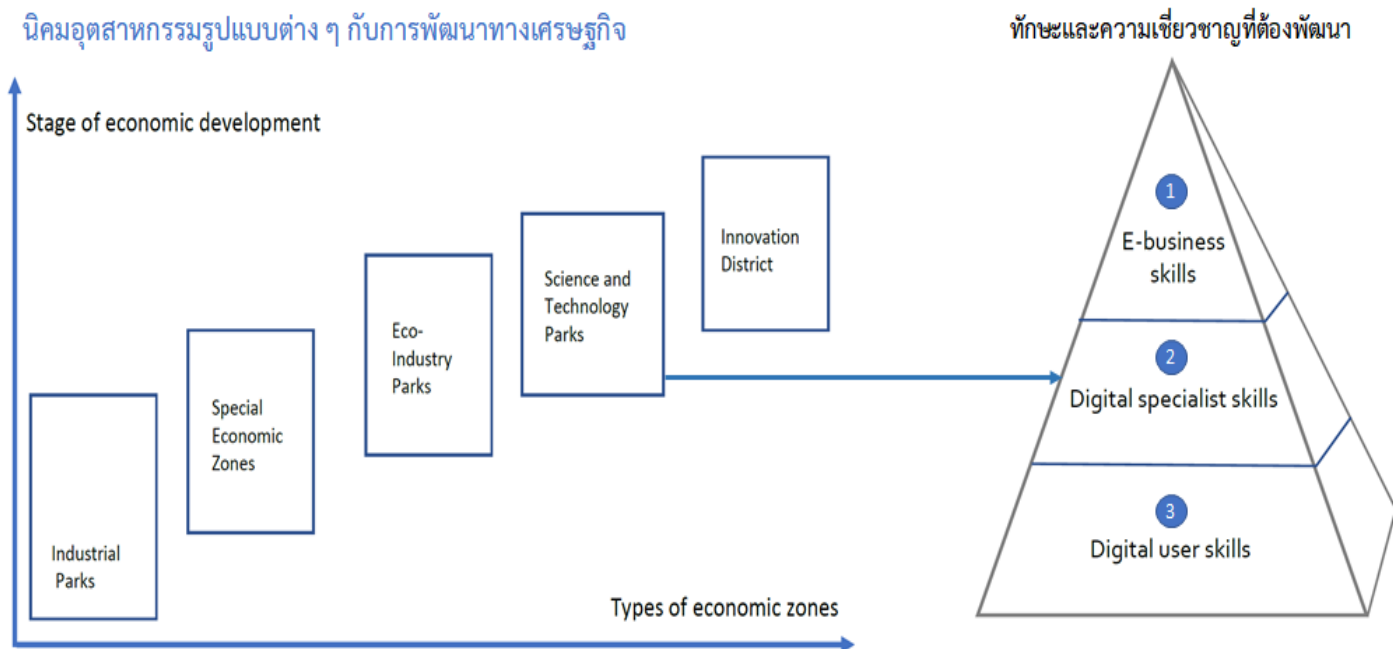 นิคมอุตสาหกรรมรูปแบบต่าง ๆ กับการพัฒนาทางเศรษฐกิจ
Stage of economic development
Industrial
Parks
Special
Economic
Zones
Eco-
Industry
Parks
Science and
Technology
Parks
Innovation
District
Types of economic zones
ทักษะและความเชี่ยวชาญที่ต้องพัฒนา
1
E-business
skills
2
Digital specialist skills
3
Digital user skills